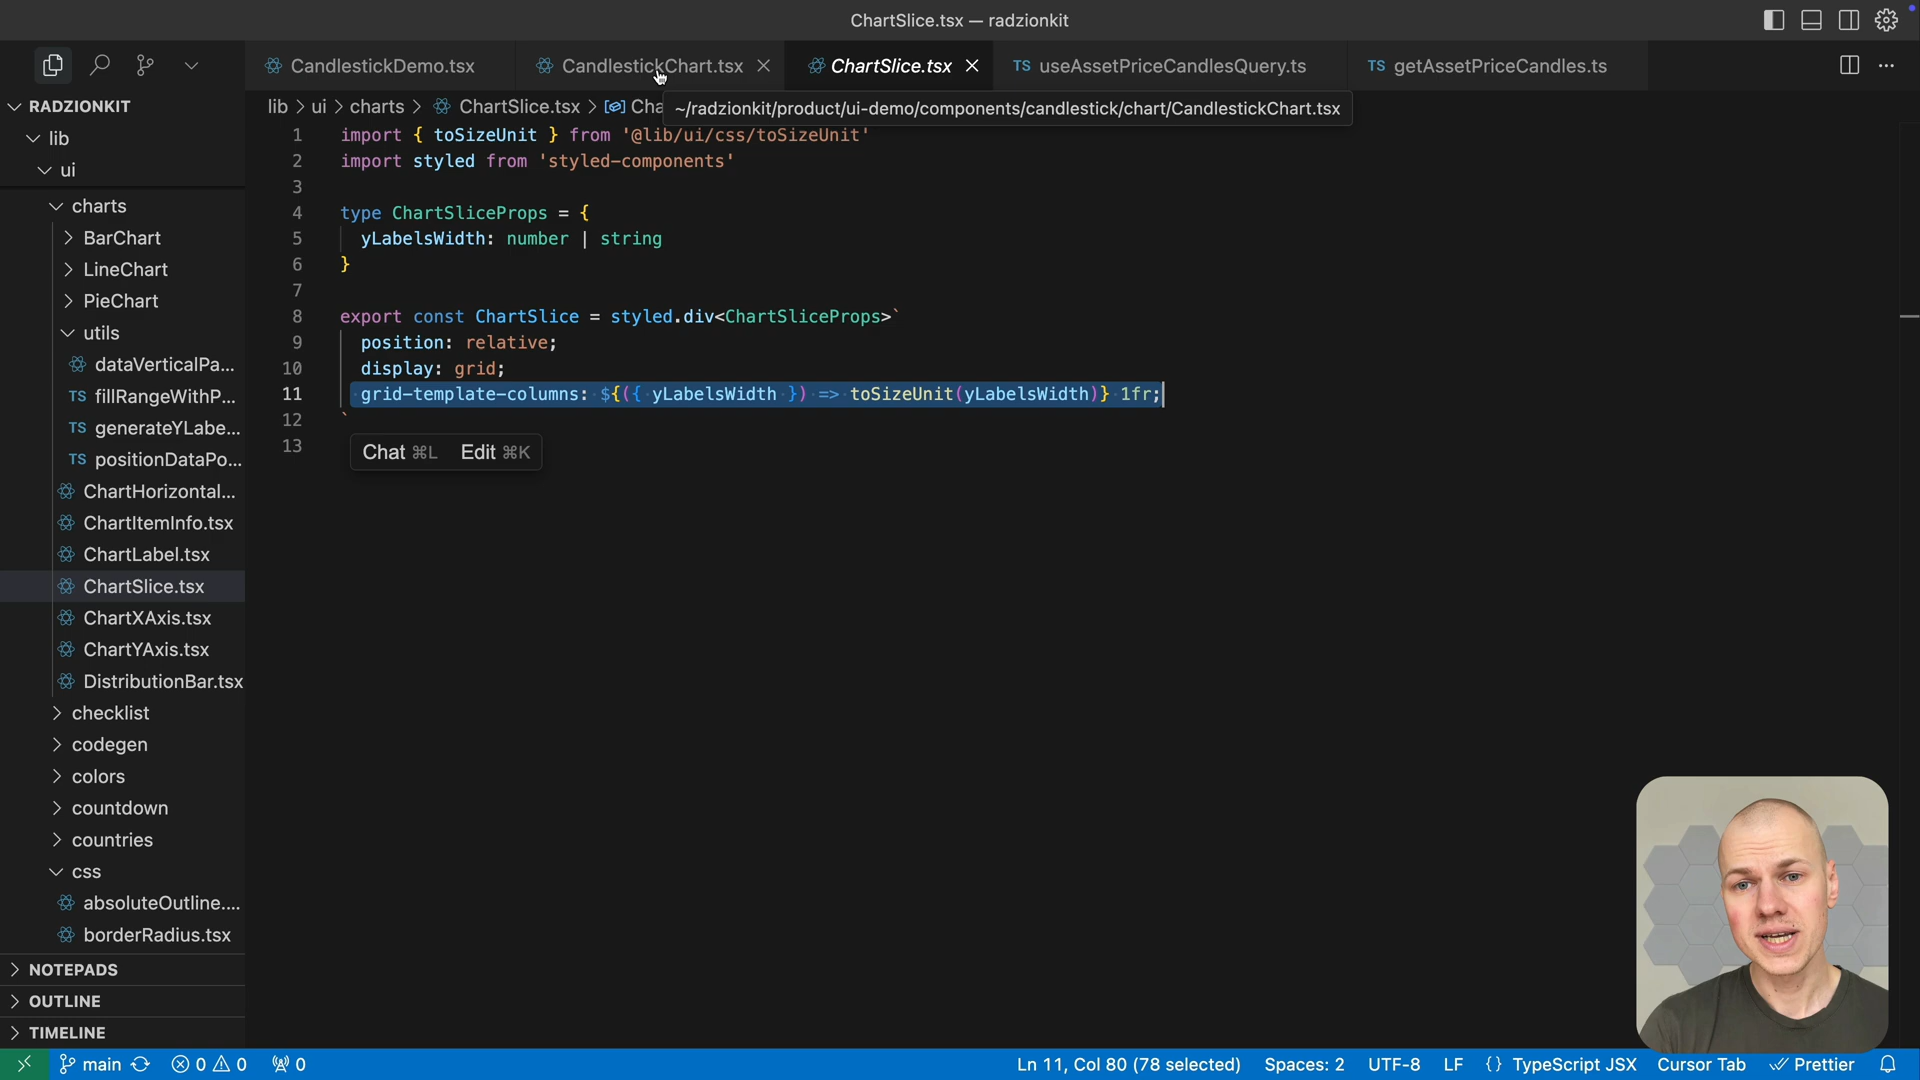 ChartSlice.tsx — radzionkit
CandlestickDemo.tsx
CandlestickChart.tsx
ChartSlice.tsx
TS useAssetPriceCandlesQuery.ts
TS getAssetPriceCandles.ts
RADZIONKIT
lib
ui
charts
BarChart
LineChart
PieChart
utils
dataVerticalPa...
TS fillRangeWithP...
TS generateYLabe...
TS positionDataPo...
ChartHorizontal...
ChartItemInfo.tsx
ChartLabel.tsx
ChartSlice.tsx
ChartXAxis.tsx
ChartYAxis.tsx
DistributionBar.tsx
checklist
codegen
colors
countdown
countries
css
absoluteOutline....
borderRadius.tsx
NOTEPADS
OUTLINE
TIMELINE
lib > ui > charts > ChartSlice.tsx > Cha
~/radzionkit/product/ui-demo/components/candlestick/chart/CandlestickChart.tsx
1 import { toSizeUnit } from '@lib/ui/css/toSizeUnit'
2 import styled from 'styled-components'
3
4 type ChartSliceProps = {
5 yLabelsWidth: number | string
6 }
7
8 export const ChartSlice = styled.div<ChartSliceProps>`
9 position: relative;
10 display: grid;
11 grid-template-columns: ${({ yLabelsWidth }) => toSizeUnit(yLabelsWidth)} 1fr;
12 `
13
Chat ⌘L Edit ⌘K
main 0 0 0 Ln 11, Col 80 (78 selected) Spaces: 2 UTF-8 LF {} TypeScript JSX Cursor Tab Prettier